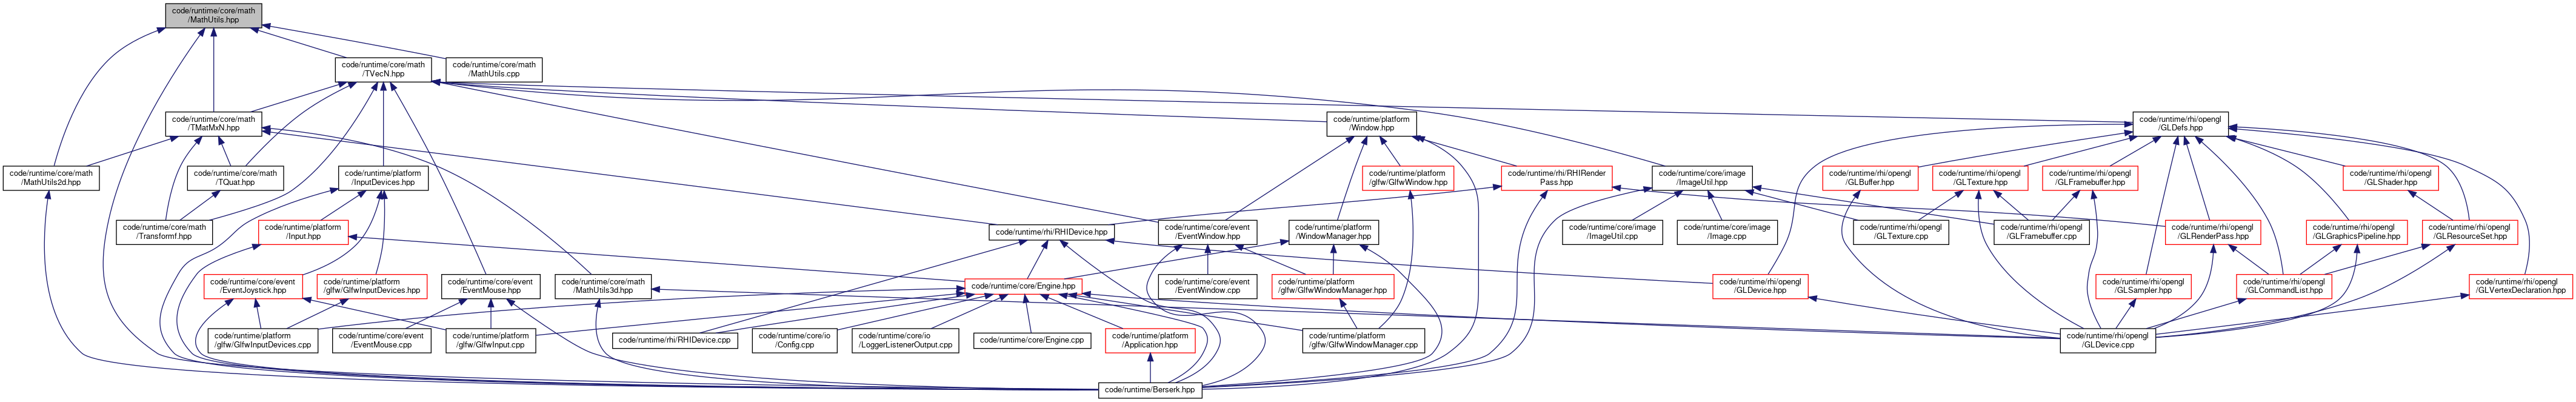 code/runtime/core/math
/MathUtils.hpp
code/runtime/core/math
/TVecN.hpp
code/runtime/core/math
/MathUtils.cpp
code/runtime/core/math
/TMatMxN.hpp
code/runtime/platform
/Window.hpp
code/runtime/rhi/opengl
/GLDefs.hpp
code/runtime/core/math
/MathUtils2d.hpp
code/runtime/core/math
/TQuat.hpp
code/runtime/platform
/InputDevices.hpp
code/runtime/platform
/glfw/GlfwWindow.hpp
code/runtime/rhi/RHIRender
Pass.hpp
code/runtime/core/image
/ImageUtil.hpp
code/runtime/rhi/opengl
/GLBuffer.hpp
code/runtime/rhi/opengl
/GLTexture.hpp
code/runtime/rhi/opengl
/GLFramebuffer.hpp
code/runtime/rhi/opengl
/GLShader.hpp
code/runtime/core/math
/Transformf.hpp
code/runtime/platform
/Input.hpp
code/runtime/rhi/RHIDevice.hpp
code/runtime/core/event
/EventWindow.hpp
code/runtime/platform
/WindowManager.hpp
code/runtime/core/image
/ImageUtil.cpp
code/runtime/core/image
/Image.cpp
code/runtime/rhi/opengl
/GLTexture.cpp
code/runtime/rhi/opengl
/GLFramebuffer.cpp
code/runtime/rhi/opengl
/GLRenderPass.hpp
code/runtime/rhi/opengl
/GLGraphicsPipeline.hpp
code/runtime/rhi/opengl
/GLResourceSet.hpp
code/runtime/core/event
/EventJoystick.hpp
code/runtime/platform
/glfw/GlfwInputDevices.hpp
code/runtime/core/event
/EventMouse.hpp
code/runtime/core/math
/MathUtils3d.hpp
code/runtime/core/Engine.hpp
code/runtime/core/event
/EventWindow.cpp
code/runtime/platform
/glfw/GlfwWindowManager.hpp
code/runtime/rhi/opengl
/GLDevice.hpp
code/runtime/rhi/opengl
/GLSampler.hpp
code/runtime/rhi/opengl
/GLCommandList.hpp
code/runtime/rhi/opengl
/GLVertexDeclaration.hpp
code/runtime/platform
/glfw/GlfwInputDevices.cpp
code/runtime/core/event
/EventMouse.cpp
code/runtime/platform
/glfw/GlfwInput.cpp
code/runtime/rhi/RHIDevice.cpp
code/runtime/core/io
/Config.cpp
code/runtime/core/io
/LoggerListenerOutput.cpp
code/runtime/core/Engine.cpp
code/runtime/platform
/Application.hpp
code/runtime/platform
/glfw/GlfwWindowManager.cpp
code/runtime/rhi/opengl
/GLDevice.cpp
code/runtime/Berserk.hpp